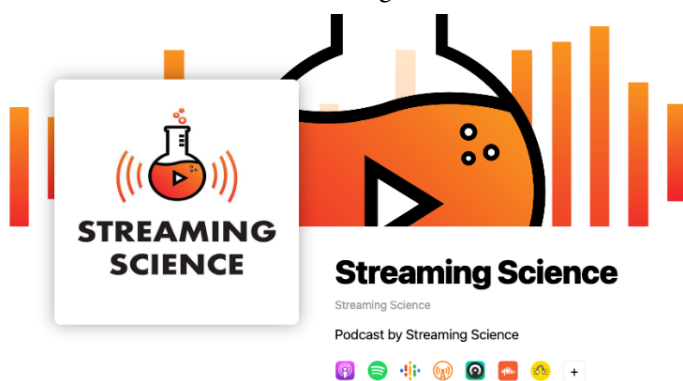 STREAMING
SCIENCE
Streaming Science
Streaming Science
Podcast by Streaming Science
+